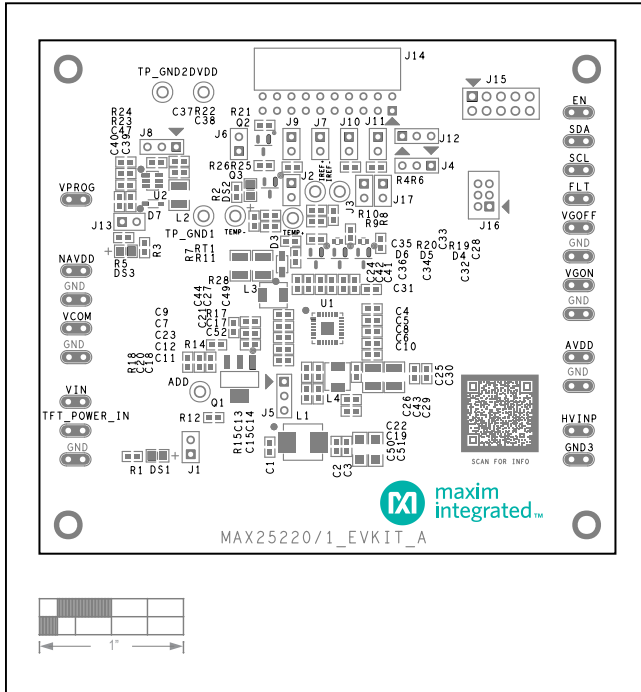 J14
TP_GND2
DVDD
J15
R24
R23
C47
C39
C40
J8
C37
R22
C38
R21
Q2
J6
J9
J7
J10
J11
J12
EN
SDA
SCL
FLT
VGOFF
GND
VGON
GND
AVDD
GND
HVINP
GND3
VPROG
U2
R26
R25
Q3
R2
DS2
J2
TREF+
TREF-
J4
R4
R6
J17
J16
J13
D7
L2
TP_GND1
TEMP-
TEMP+
J3
R10
R9
R8
NAVDD
GND
VCOM
GND
R5
DS3
R3
R7
RT1
R11
D3
C35
D6
C36
R20
C34
D5
C33
R19
D4
C32
C28
R28
L3
C24
C42
C41
C31
C44
C27
C49
C21
R17
C17
C52
U1
C9
C7
C23
C12
C11
R14
C4
C5
C8
C6
C10
R18
C20
C18
VIN
TFT_POWER_IN
GND
ADD
Q1
R12
J5
L1
L4
C25
C30
C26
C43
C29
R15
C13
C15
C14
C22
C19
C50
C51
C1
C2
C3
R1
DS1
J1
SCAN FOR INFO
maxim
integrated™
MAX25220/1_EVKIT_A
1"